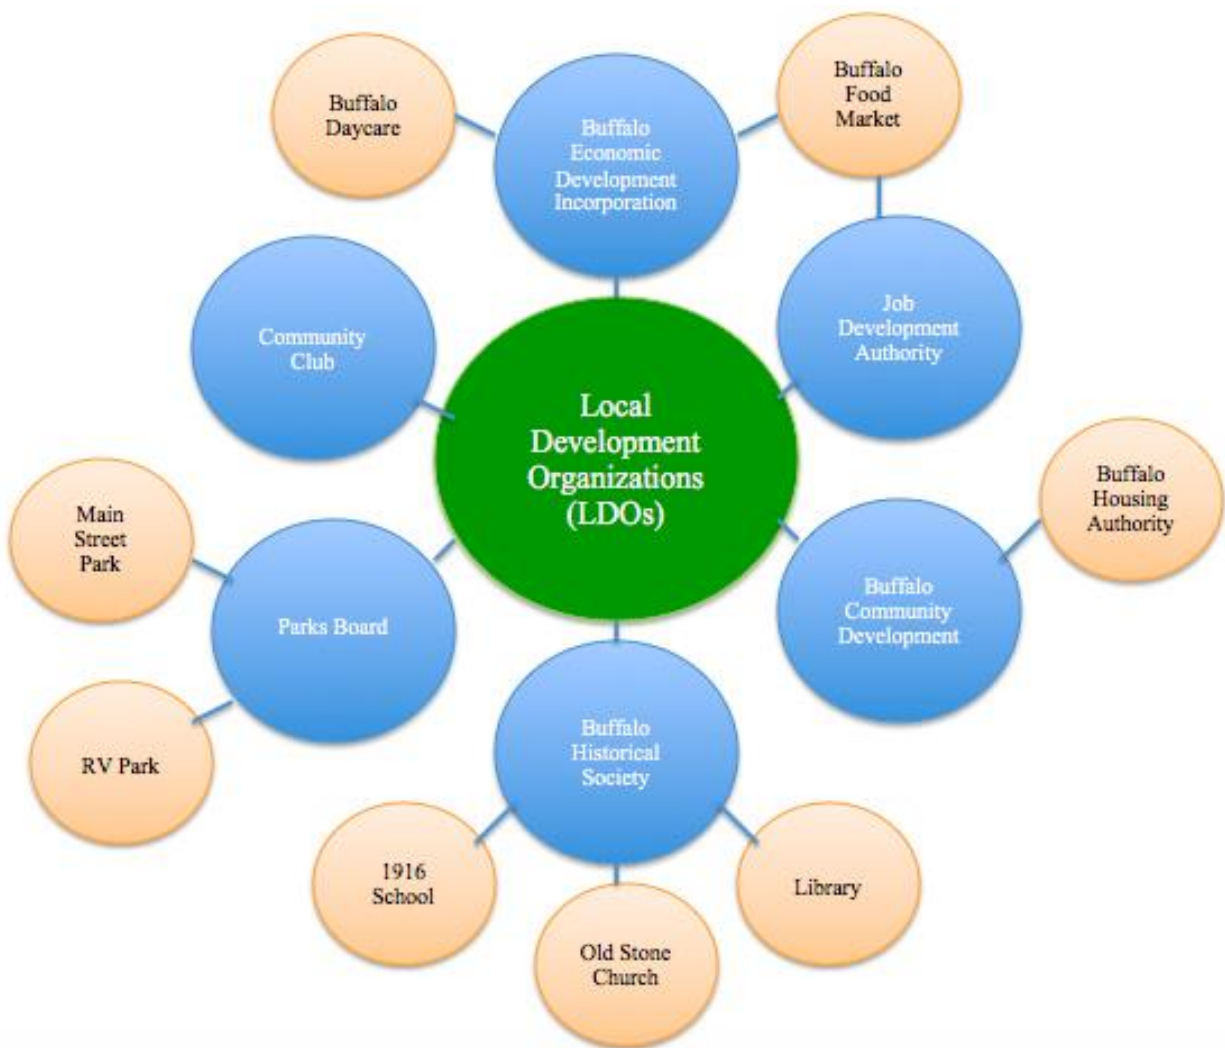 Buffalo
Daycare
Buffalo
Economic
Development
Incorporation
Buffalo
Food
Market
Community
Club
Job
Development
Authority
Local
Development
Organizations
(LDOs)
Main
Street
Park
Parks Board
Buffalo
Community
Development
Buffalo
Housing
Authority
RV Park
Buffalo
Historical
Society
1916
School
Old Stone
Church
Library